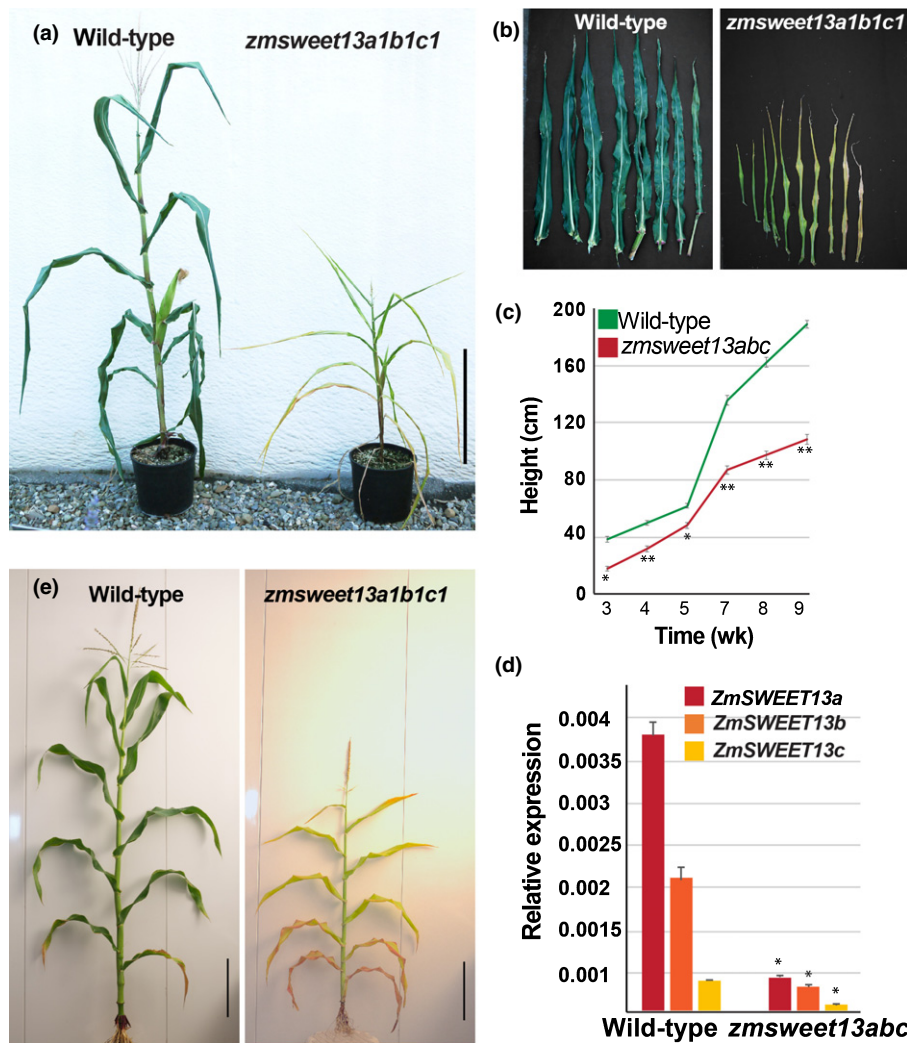 (a) Wild-type zmsweet13a1b1c1
(b) Wild-type zmsweet13a1b1c1
(c)
200
160
120
80
40
0
Height (cm)
Wild-type
zmsweet13abc
*
**
*
**
**
**
3 4 5 7 8 9
Time (wk)
(e) Wild-type zmsweet13a1b1c1
(d)
ZmSWEET13a
ZmSWEET13b
ZmSWEET13c
Relative expression
0.004
0.0035
0.003
0.0025
0.002
0.0015
0.001
*
*
*
Wild-type zmsweet13abc